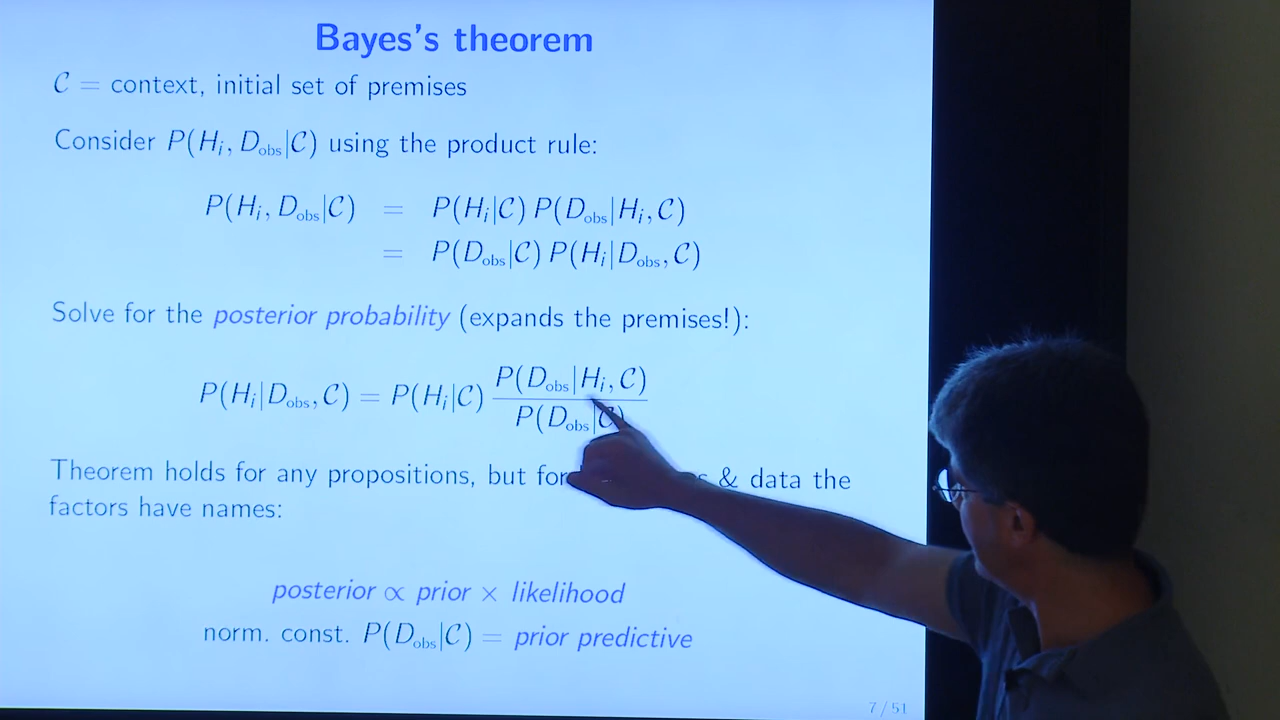 Bayes's theorem
𝒞 = context, initial set of premises
Consider P(Hᵢ, D_obs|𝒞) using the product rule:
P(Hᵢ, D_obs|𝒞) = P(Hᵢ|𝒞) P(D_obs|Hᵢ, 𝒞)
= P(D_obs|𝒞) P(Hᵢ|D_obs, 𝒞)
Solve for the posterior probability (expands the premises!):
P(Hᵢ|D_obs, 𝒞) = P(Hᵢ|𝒞) P(D_obs|Hᵢ, 𝒞) / P(D_obs|𝒞)
Theorem holds for any propositions, but for & data the
factors have names:
posterior ∝ prior × likelihood
norm. const. P(D_obs|𝒞) = prior predictive
7 / 51